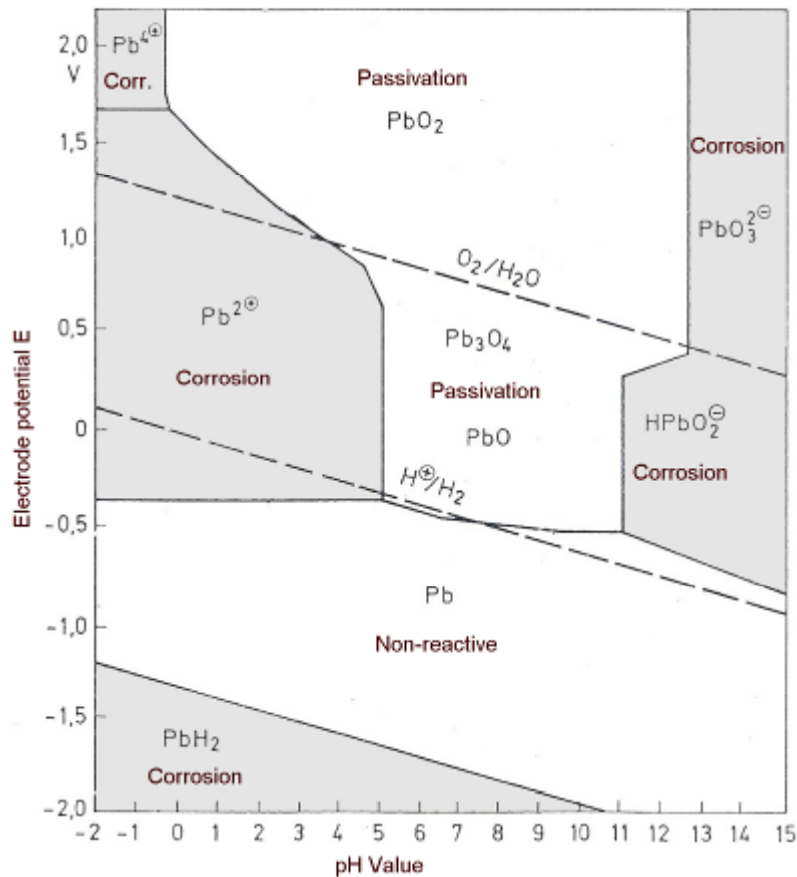 2,0
V
1,5
1,0
0,5
0
-0,5
-1,0
-1,5
-2,0
Electrode potential E
Pb4⊕
Corr.
Passivation
PbO2
Corrosion
PbO3 2⊖
O2/H2O
Pb2⊕
Corrosion
Pb3O4
Passivation
PbO
HPbO2⊖
Corrosion
H⊕/H2
Pb
Non-reactive
PbH2
Corrosion
-2 -1 0 1 2 3 4 5 6 7 8 9 10 11 12 13 14 15
pH Value